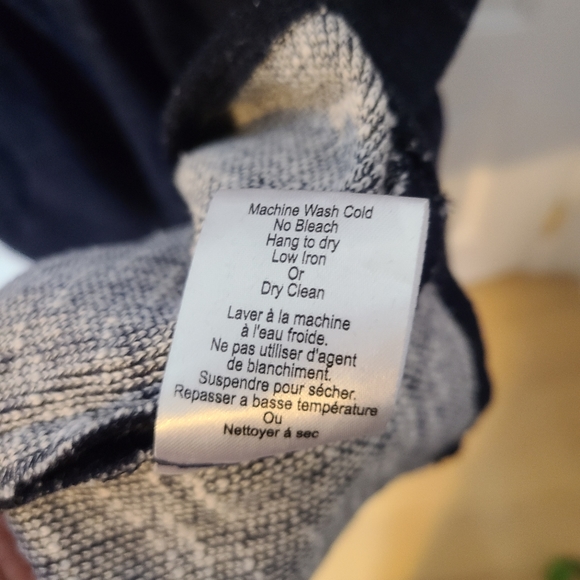 Machine Wash Cold
No Bleach
Hang to dry
Low Iron
Or
Dry Clean
Laver à la machine
à l'eau froide.
Ne pas utiliser d'agent
de blanchiment.
Suspendre pour sécher.
Repasser a basse température
Ou
Nettoyer á sec